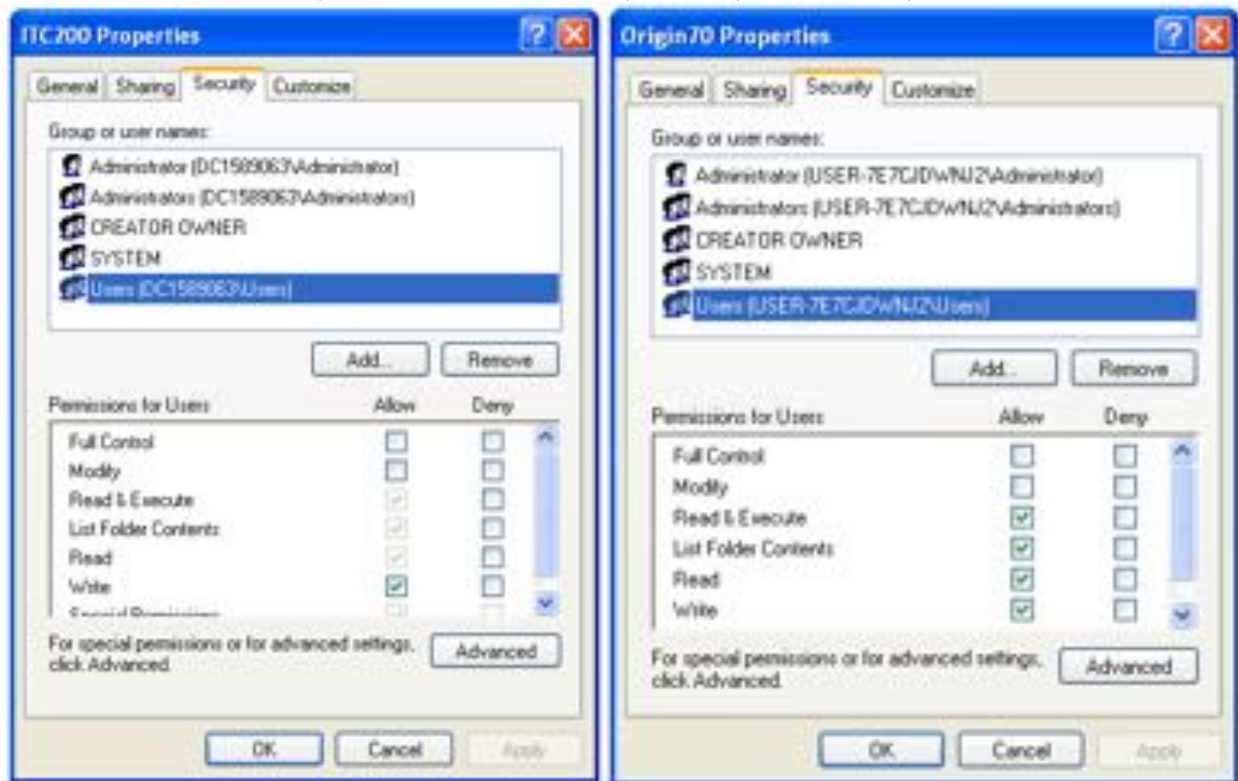 ITC200 Properties
General Sharing Security Customize
Group or user names:
Administrator (DC1589063\Administrator)
Administrators (DC1589063\Administrators)
CREATOR OWNER
SYSTEM
Users (DC1589063\Users)
Add... Remove
Permissions for Users Allow Deny
Full Control
Modify
Read & Execute
List Folder Contents
Read
Write
Special Permissions
For special permissions or for advanced settings,
click Advanced.
Advanced
OK Cancel Apply
Origin70 Properties
General Sharing Security Customize
Group or user names:
Administrator (USER-7E7CJDWNJ2\Administrator)
Administrators (USER-7E7CJDWNJ2\Administrators)
CREATOR OWNER
SYSTEM
Users (USER-7E7CJDWNJ2\Users)
Add... Remove
Permissions for Users Allow Deny
Full Control
Modify
Read & Execute
List Folder Contents
Read
Write
For special permissions or for advanced settings,
click Advanced.
Advanced
OK Cancel Apply